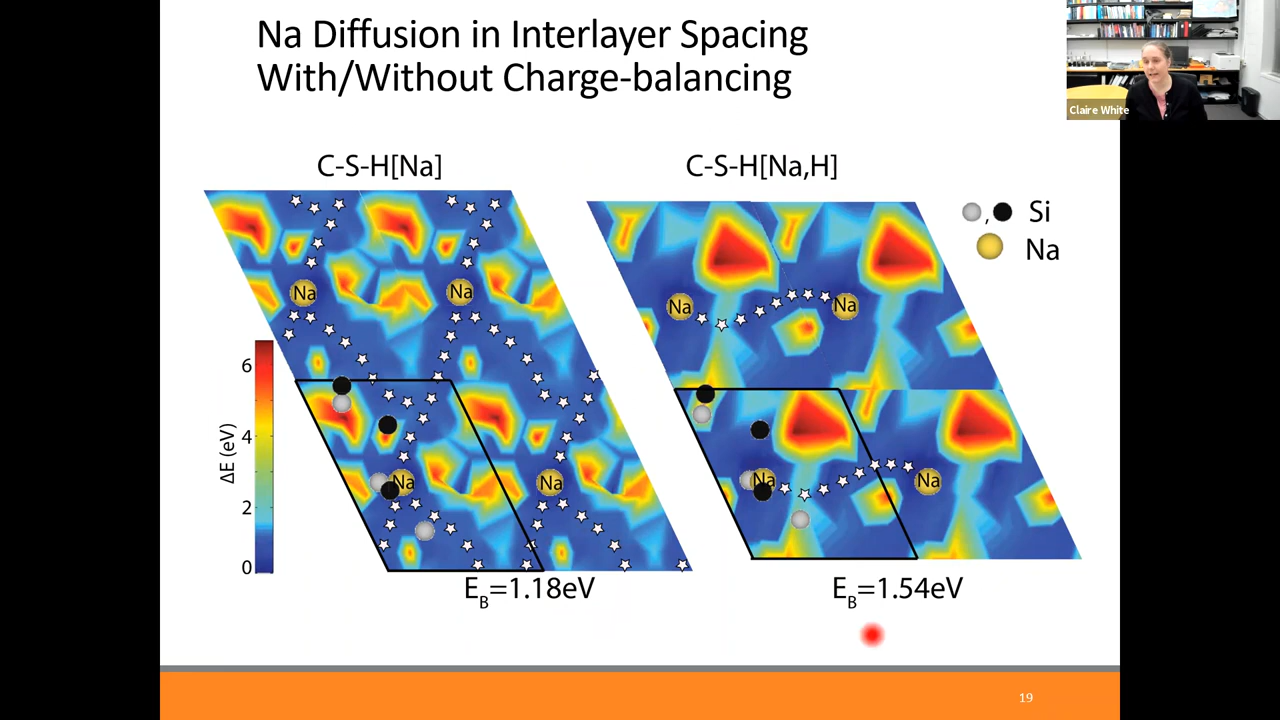 Na Diffusion in Interlayer Spacing
With/Without Charge-balancing
Claire White
C-S-H[Na]
C-S-H[Na,H]
, Si
Na
Na
Na
Na
Na
6
4
2
0
ΔE (eV)
Na
Na
Na
Na
E_B=1.18eV
E_B=1.54eV
19